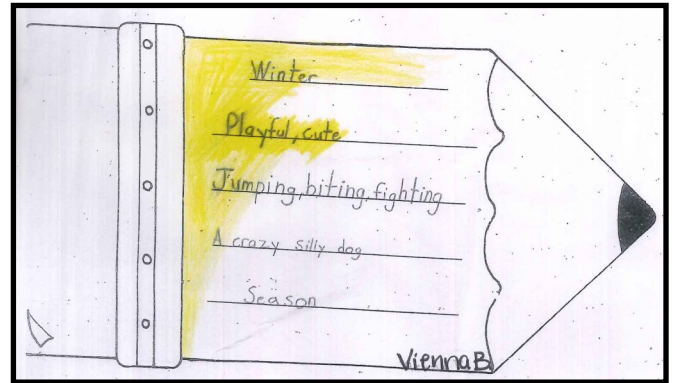 Winter
Playful, cute
Jumping, biting, fighting
A crazy silly dog
Season
Vienna B